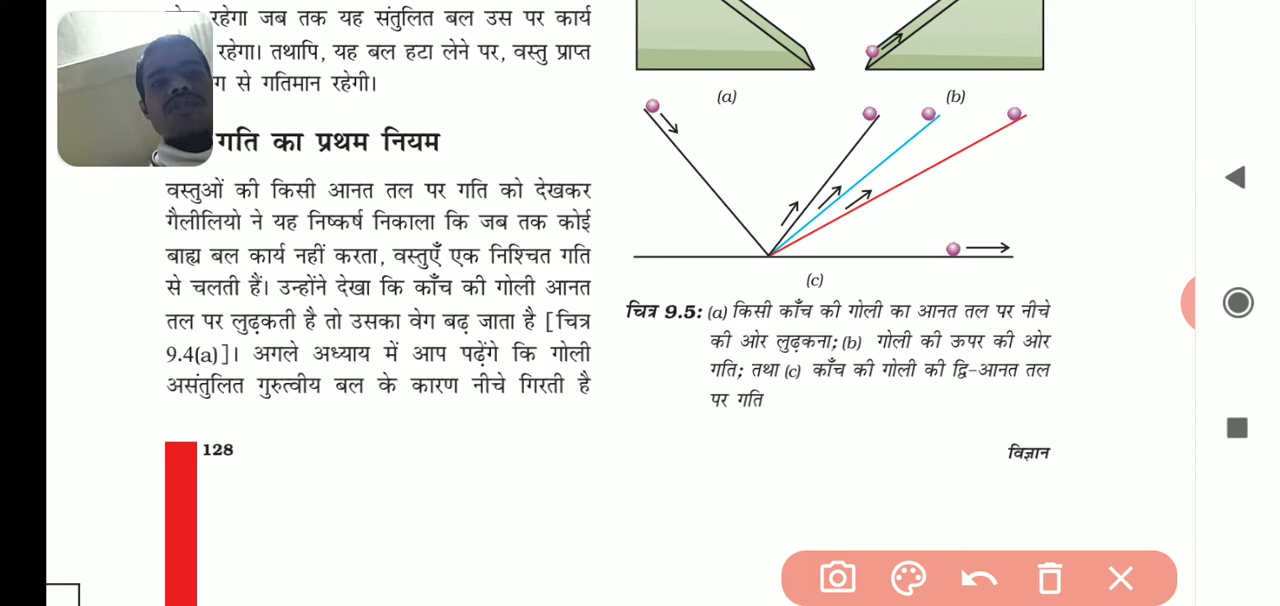 रहेगा जब तक यह संतुलित बल उस पर कार्य
रहेगा। तथापि, यह बल हटा लेने पर, वस्तु प्राप्त
से गतिमान रहेगी।
गति का प्रथम नियम
वस्तुओं की किसी आनत तल पर गति को देखकर
गैलीलियो ने यह निष्कर्ष निकाला कि जब तक कोई
बाह्य बल कार्य नहीं करता, वस्तुएँ एक निश्चित गति
से चलती हैं। उन्होंने देखा कि काँच की गोली आनत
तल पर लुढ़कती है तो उसका वेग बढ़ जाता है [चित्र
9.4(a)]। अगले अध्याय में आप पढ़ेंगे कि गोली
असंतुलित गुरुत्वीय बल के कारण नीचे गिरती है
(a) (b)
(c)
चित्र 9.5: (a) किसी काँच की गोली का आनत तल पर नीचे
की ओर लुढ़कना; (b) गोली की ऊपर की ओर
गति; तथा (c) काँच की गोली की द्वि-आनत तल
पर गति
128
विज्ञान